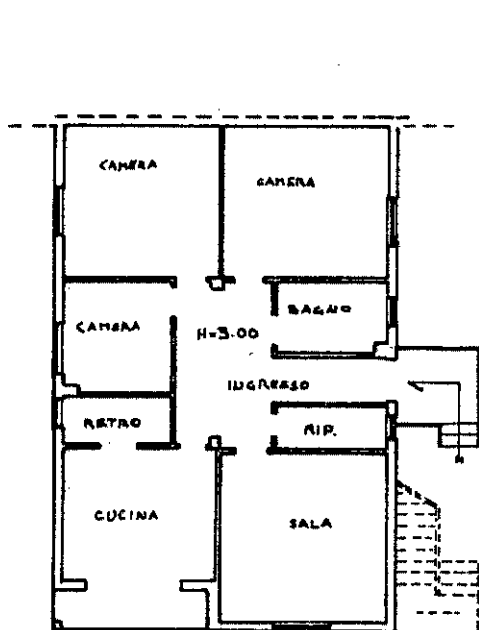 CAMERA
CAMERA
BAGNO
CAMERA
H=3.00
INGRESSO
RETRO
RIP.
CUCINA
SALA